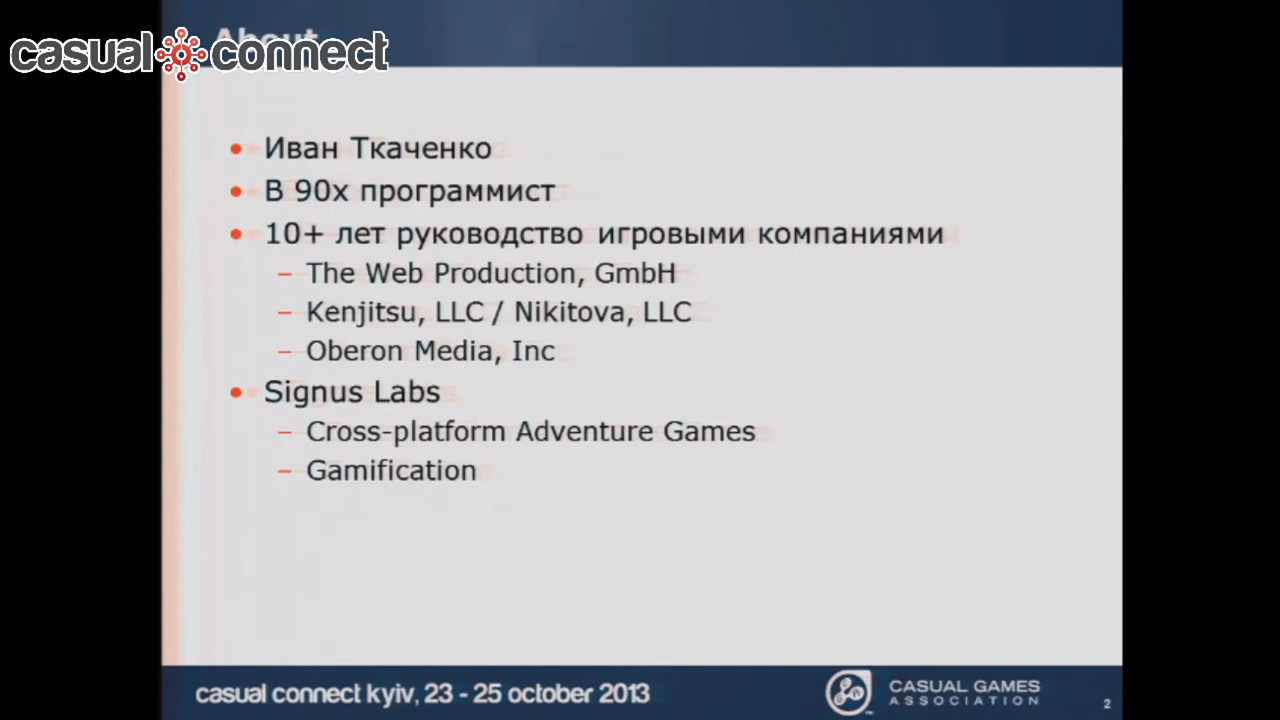 About
casual connect
Иван Ткаченко
В 90х программист
10+ лет руководство игровыми компаниями
The Web Production, GmbH
Kenjitsu, LLC / Nikitova, LLC
Oberon Media, Inc
Signus Labs
Cross-platform Adventure Games
Gamification
casual connect kyiv, 23 - 25 october 2013
CASUAL GAMES
ASSOCIATION
2